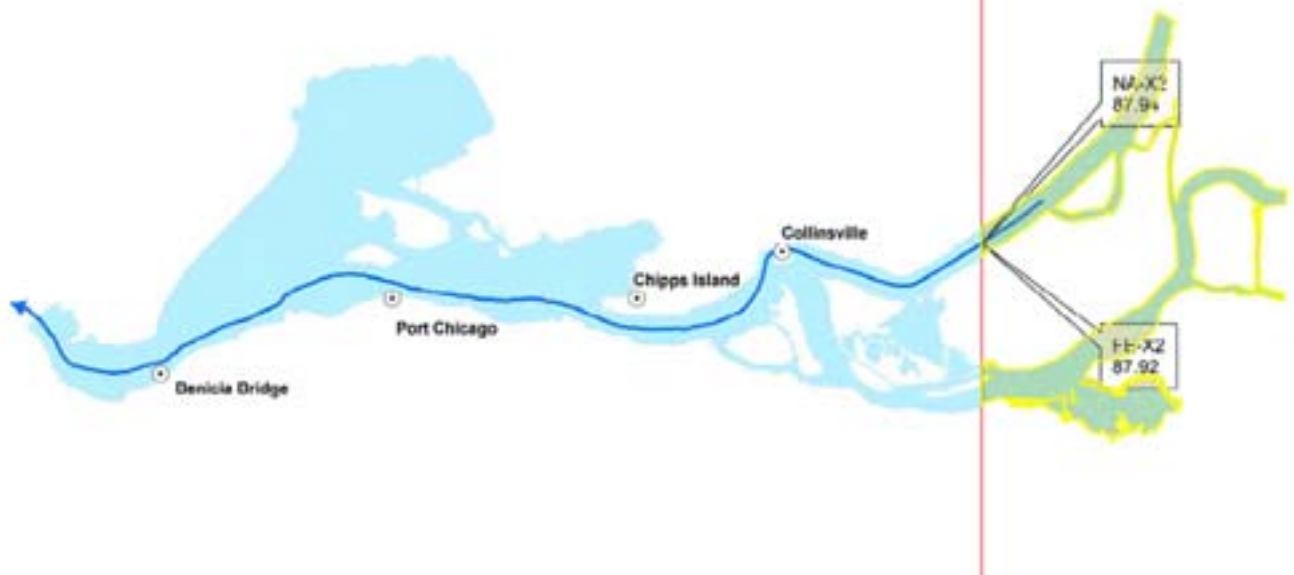 NA-X2
87.94
Collinsville
Chipps Island
Port Chicago
Benicia Bridge
FE-X2
87.92